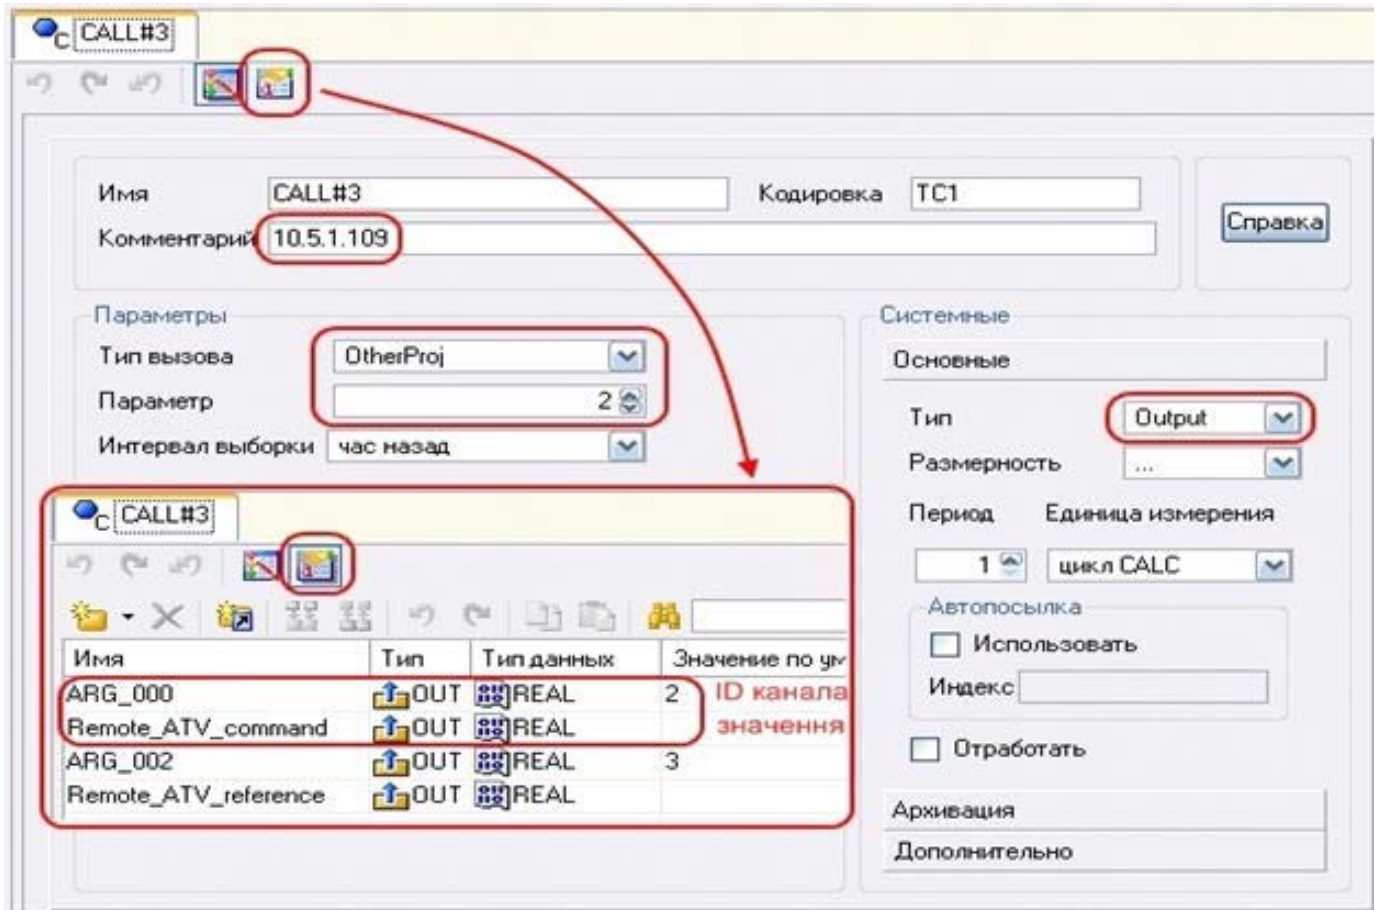 CALL#3
Имя CALL#3 Кодировка TC1
Комментарий 10.5.1.109
Справка
Параметры
Тип вызова OtherProj
Параметр 2
Интервал выборки час назад
Системные
Основные
Тип Output
Размерность ...
Период Единица измерения
1 цикл CALC
Автопосылка
Использовать
Индекс
Отработать
Архивация
Дополнительно
CALL#3
Имя Тип Тип данных Значение по ум
ARG_000 OUT REAL 2 ID канала
Remote_ATV_command OUT REAL значення
ARG_002 OUT REAL 3
Remote_ATV_reference OUT REAL